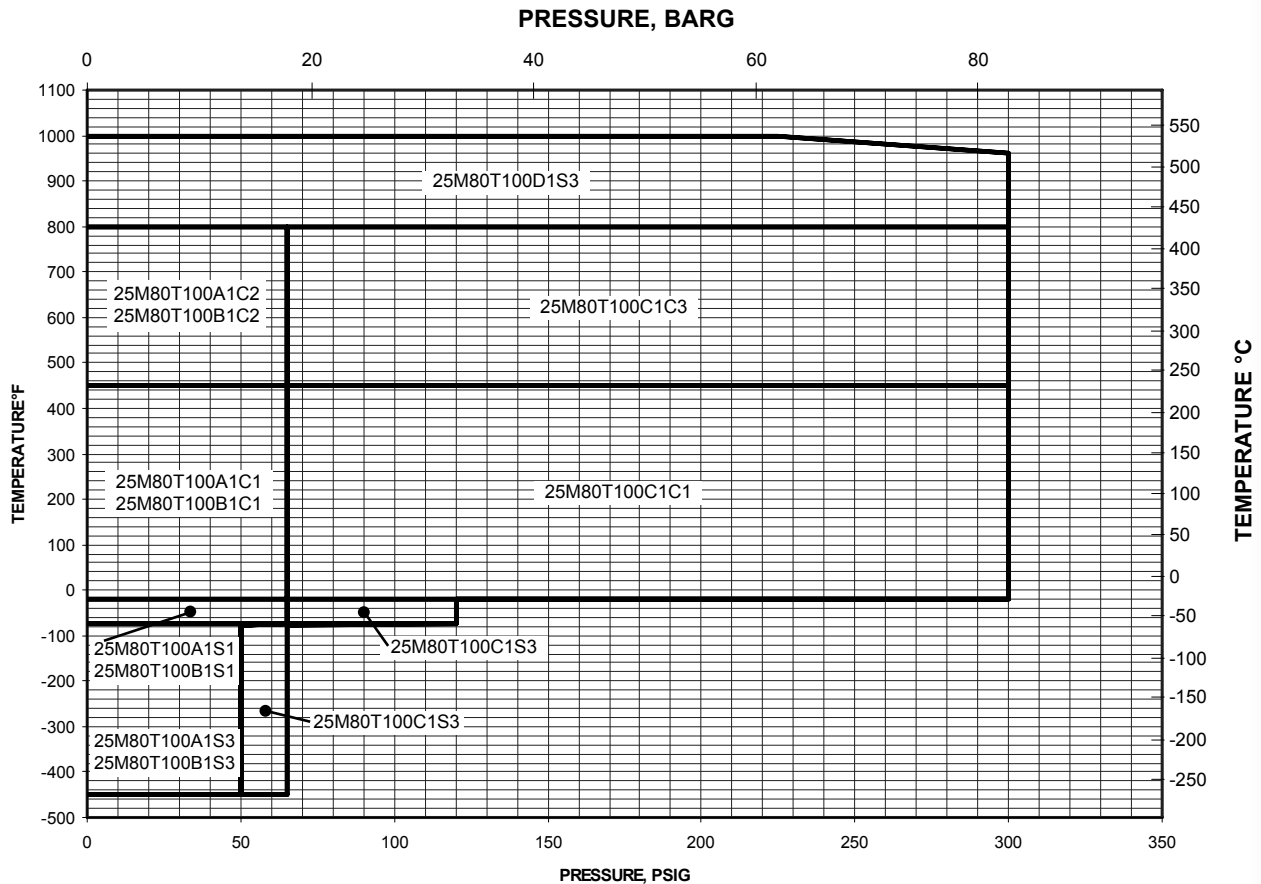 PRESSURE, BARG
0 20 40 60 80
1100
1000
900
800
700
600
500
400
300
200
100
0
-100
-200
-300
-400
-500
TEMPERATURE°F
25M80T100D1S3
25M80T100A1C2
25M80T100B1C2
25M80T100C1C3
25M80T100A1C1
25M80T100B1C1
25M80T100C1C1
25M80T100A1S1
25M80T100B1S1
25M80T100C1S3
25M80T100C1S3
25M80T100A1S3
25M80T100B1S3
550
500
450
400
350
300
250
200
150
100
50
0
-50
-100
-150
-200
-250
TEMPERATURE °C
0 50 100 150 200 250 300 350
PRESSURE, PSIG